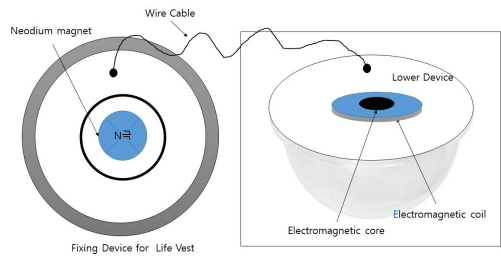 Wire Cable
Neodium magnet
Lower Device
N극
Electromagnetic coil
Electromagnetic core
Fixing Device for Life Vest